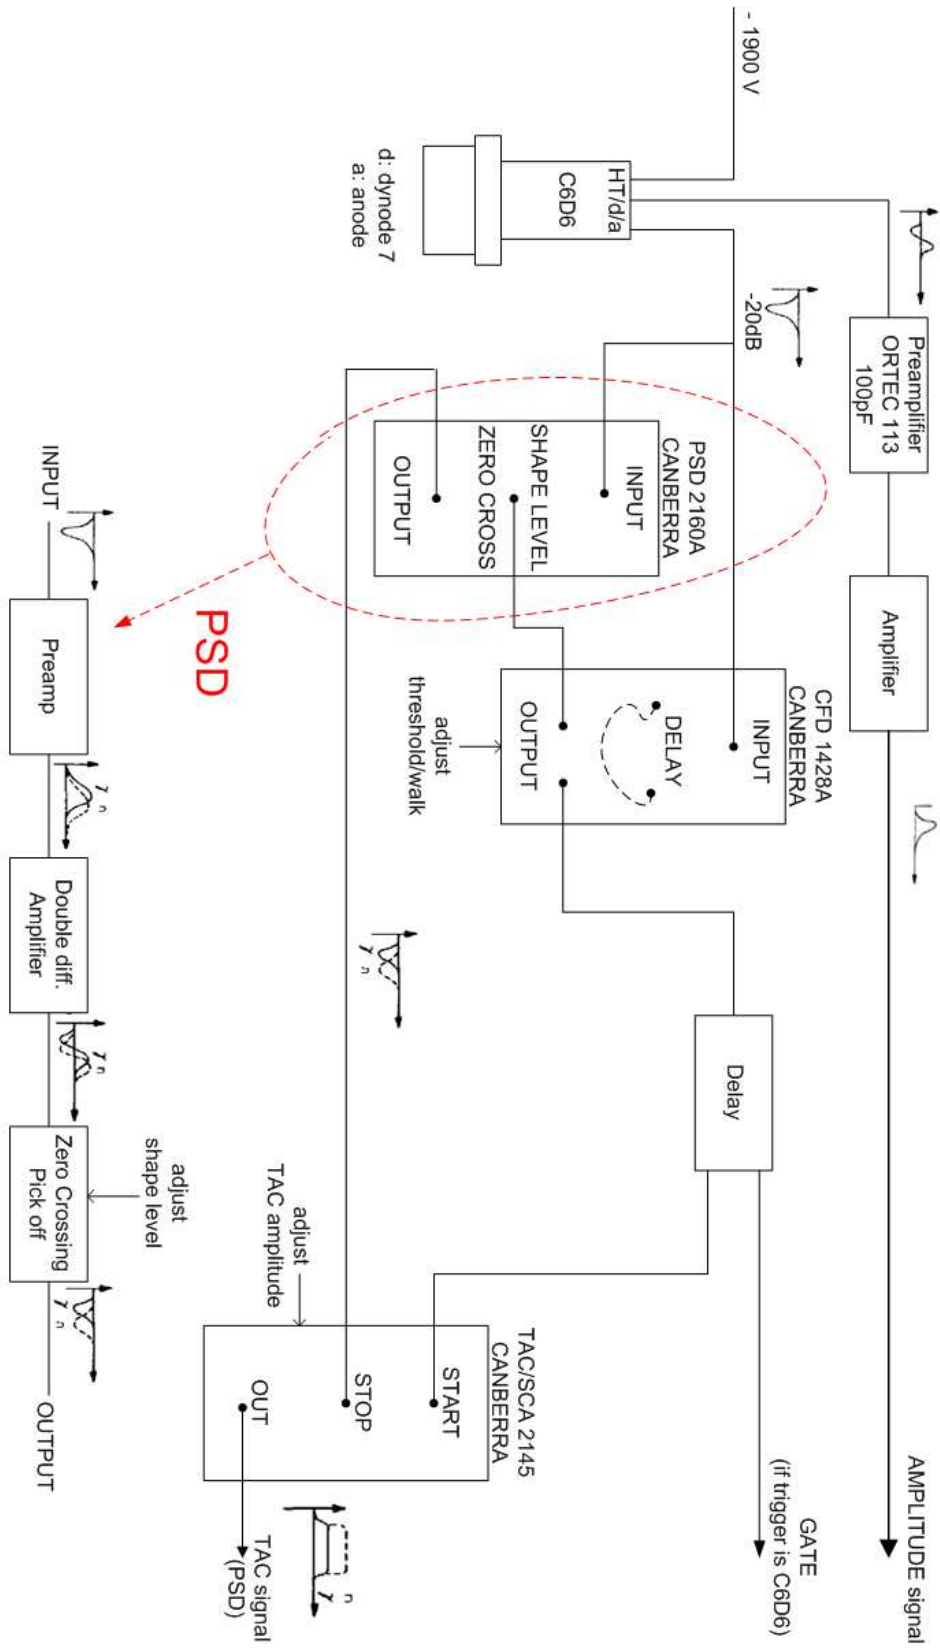 - 1900 V
HT/d/a
C6D6
d: dynode 7
a: anode
Preamplifier
ORTEC 113
100pF
Amplifier
AMPLITUDE signal
-20dB
PSD 2160A
CANBERRA
INPUT
SHAPE LEVEL
ZERO CROSS
OUTPUT
CFD 1428A
CANBERRA
INPUT
DELAY
OUTPUT
adjust
threshold/walk
Delay
GATE
(if trigger is C6D6)
γ n
TAC/SCA 2145
CANBERRA
START
STOP
OUT
adjust
TAC amplitude
n
γ
TAC signal
(PSD)
PSD
INPUT
Preamp
γ n
Double diff.
Amplifier
γ n
Zero Crossing
Pick off
adjust
shape level
γ n
OUTPUT